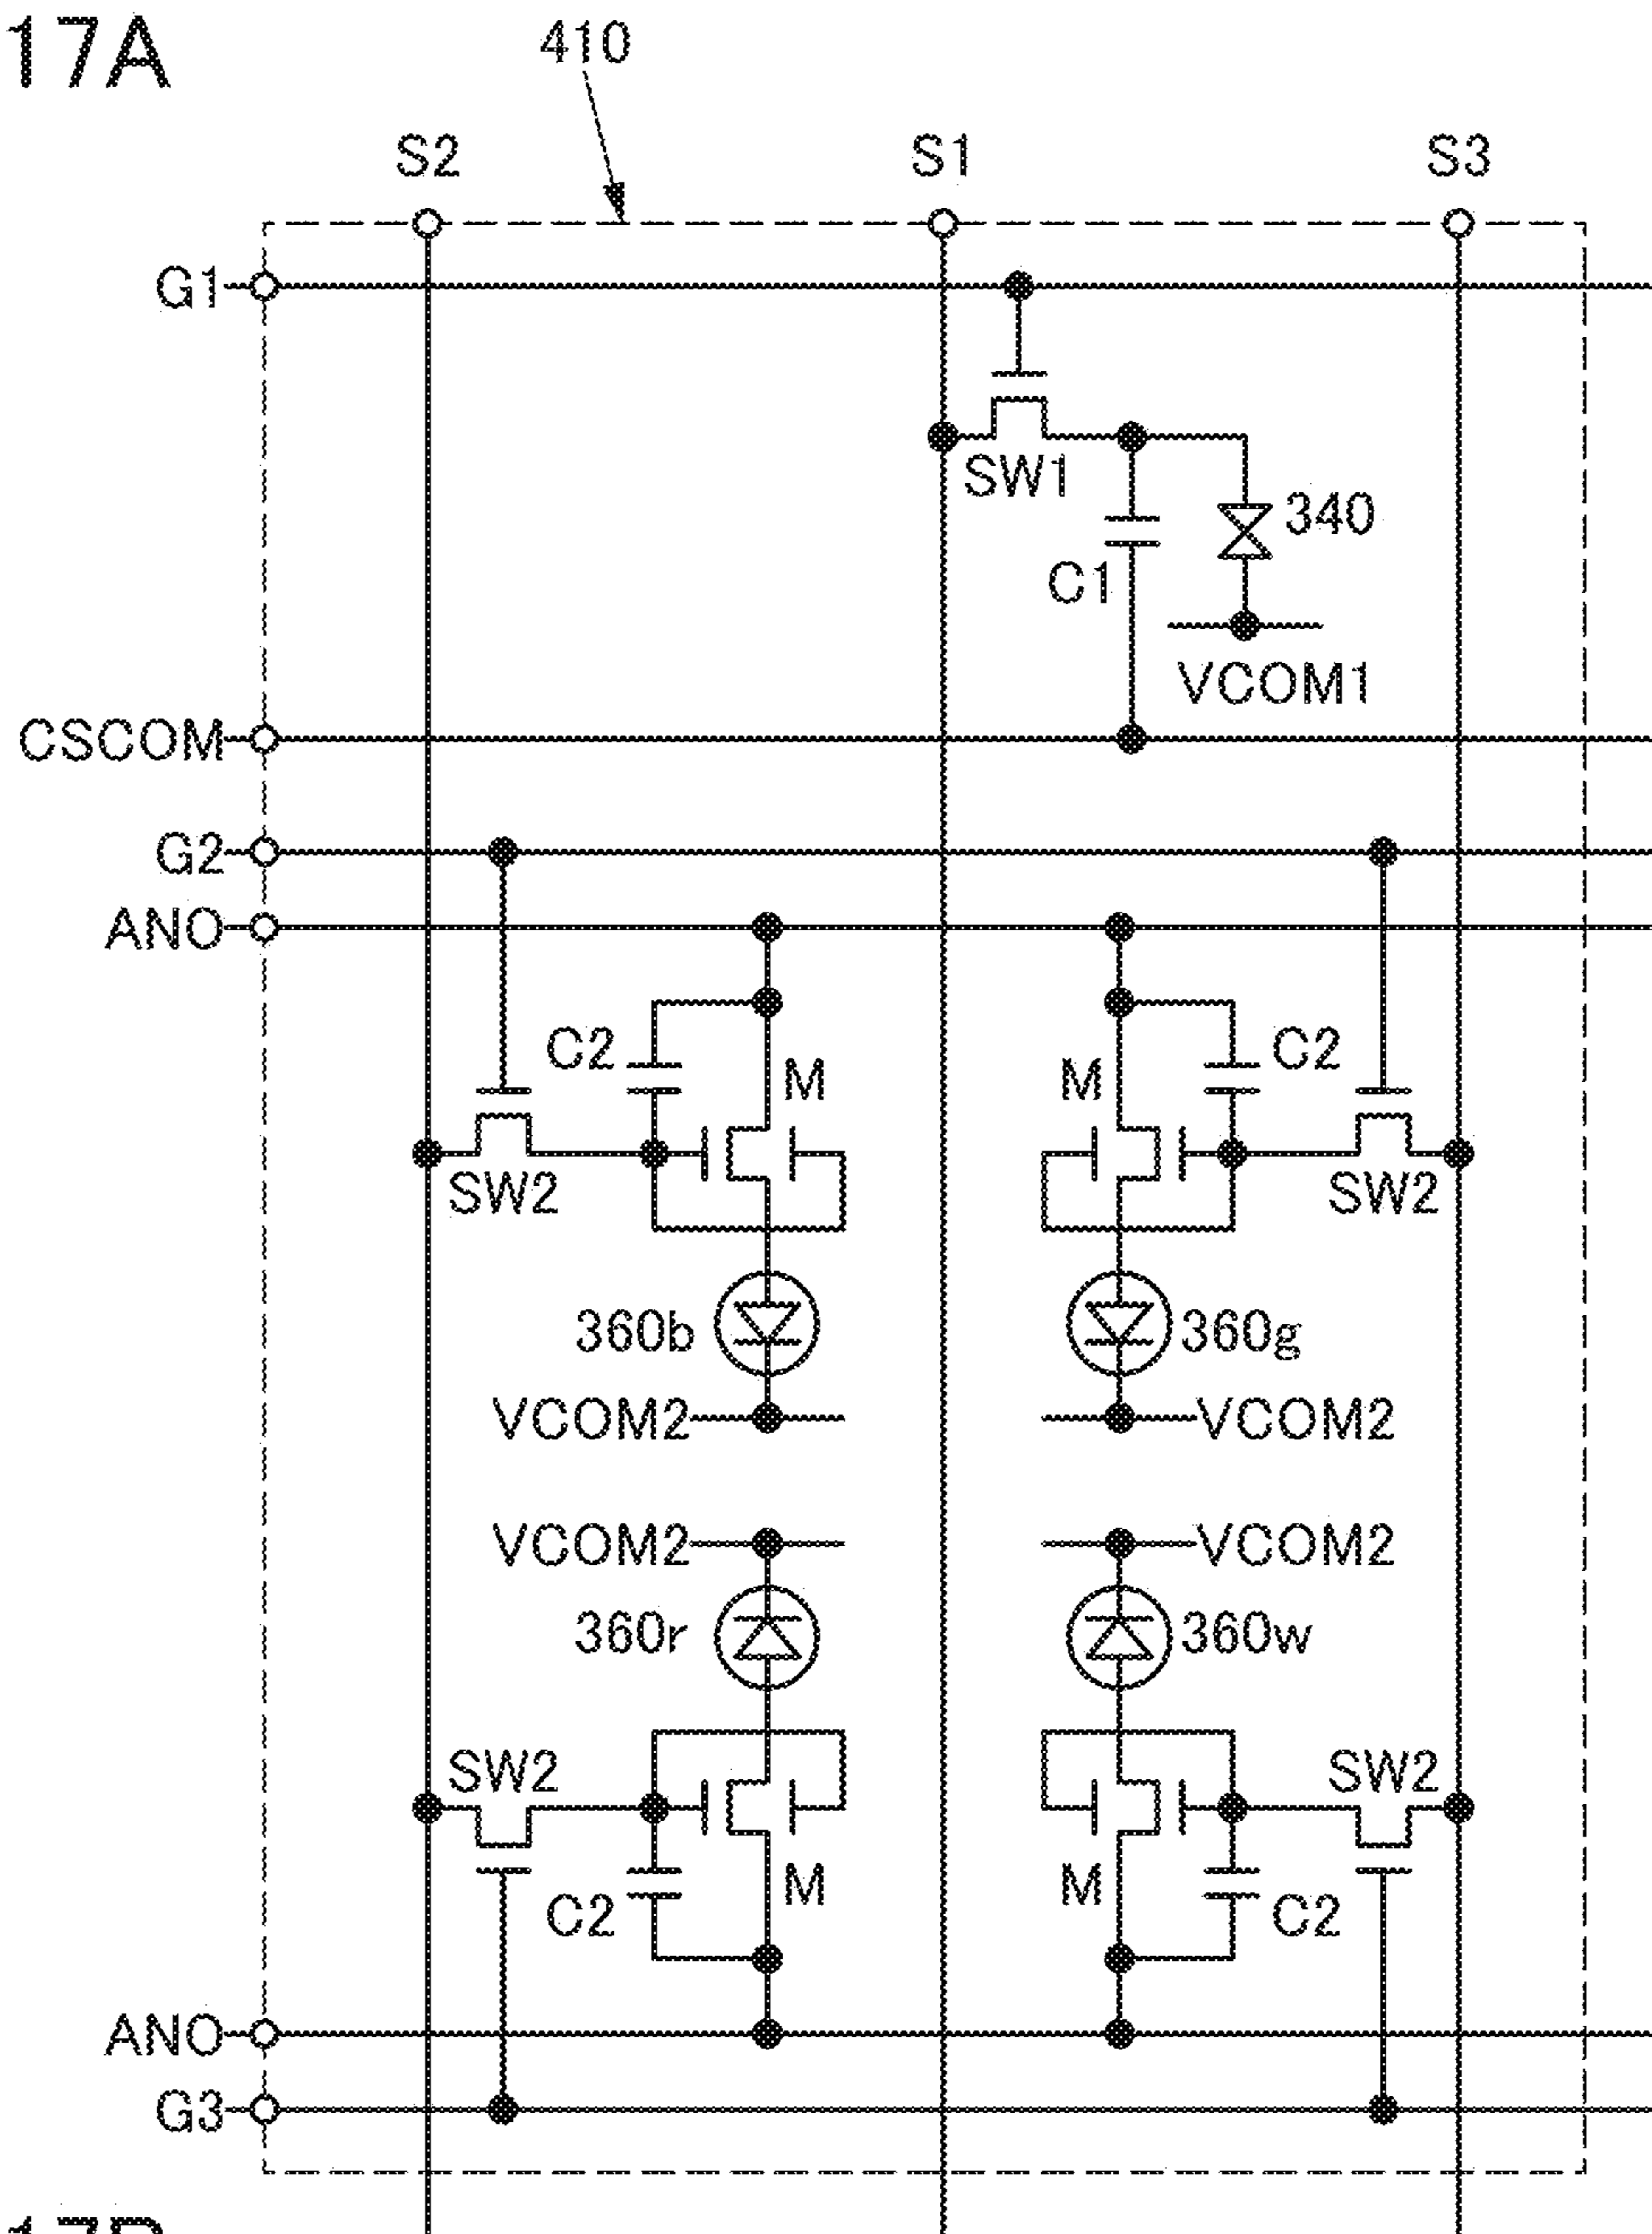 17A
410
S2 S1 S3
G1
SW1
340
C1
VCOM1
CSCOM
G2
ANO
C2 M M C2
SW2 SW2
360b 360g
VCOM2 VCOM2
VCOM2 VCOM2
360r 360w
SW2 SW2
C2 M M C2
ANO
G3